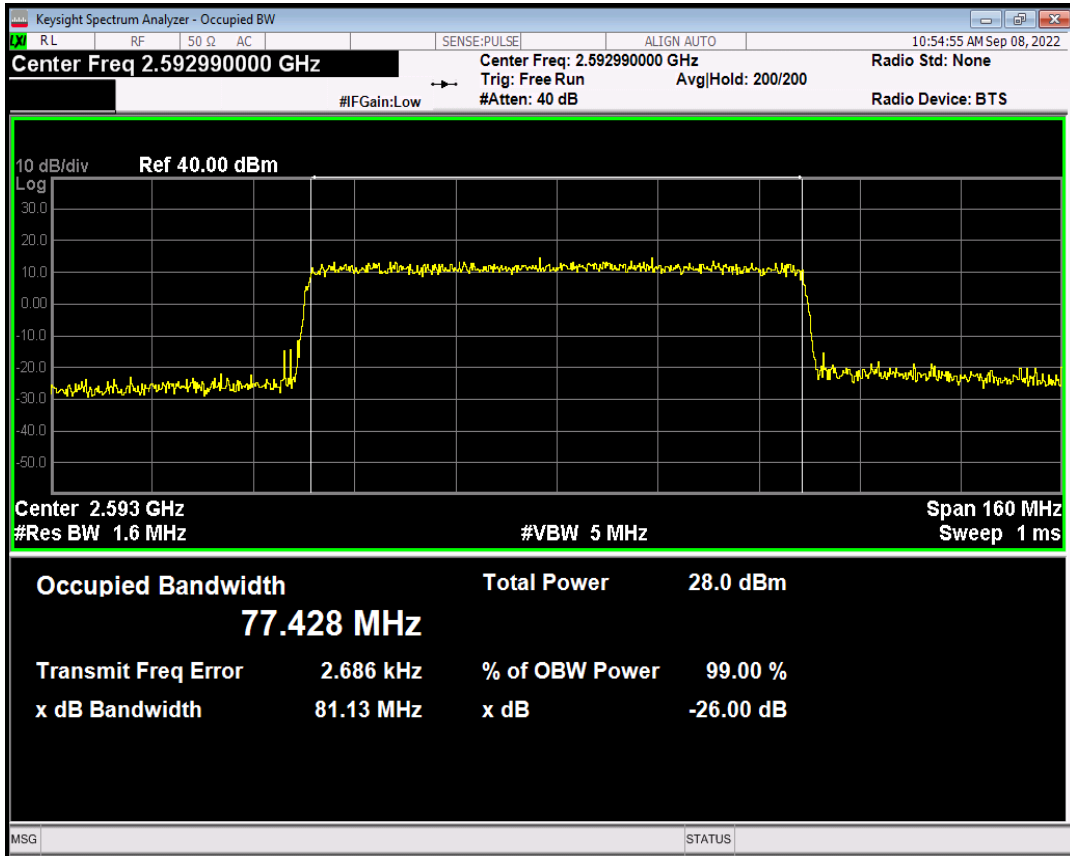 Keysight Spectrum Analyzer - Occupied BW
LXI RL RF 50 Ω AC SENSE:PULSE ALIGN AUTO 10:54:55 AM Sep 08, 2022
Center Freq 2.592990000 GHz Center Freq: 2.592990000 GHz Radio Std: None
Trig: Free Run Avg|Hold: 200/200
#IFGain:Low #Atten: 40 dB Radio Device: BTS
10 dB/div Ref 40.00 dBm
Log
30.0
20.0
10.0
0.00
-10.0
-20.0
-30.0
-40.0
-50.0
Center 2.593 GHz Span 160 MHz
#Res BW 1.6 MHz #VBW 5 MHz Sweep 1 ms
Occupied Bandwidth Total Power 28.0 dBm
77.428 MHz
Transmit Freq Error 2.686 kHz % of OBW Power 99.00 %
x dB Bandwidth 81.13 MHz x dB -26.00 dB
MSG STATUS